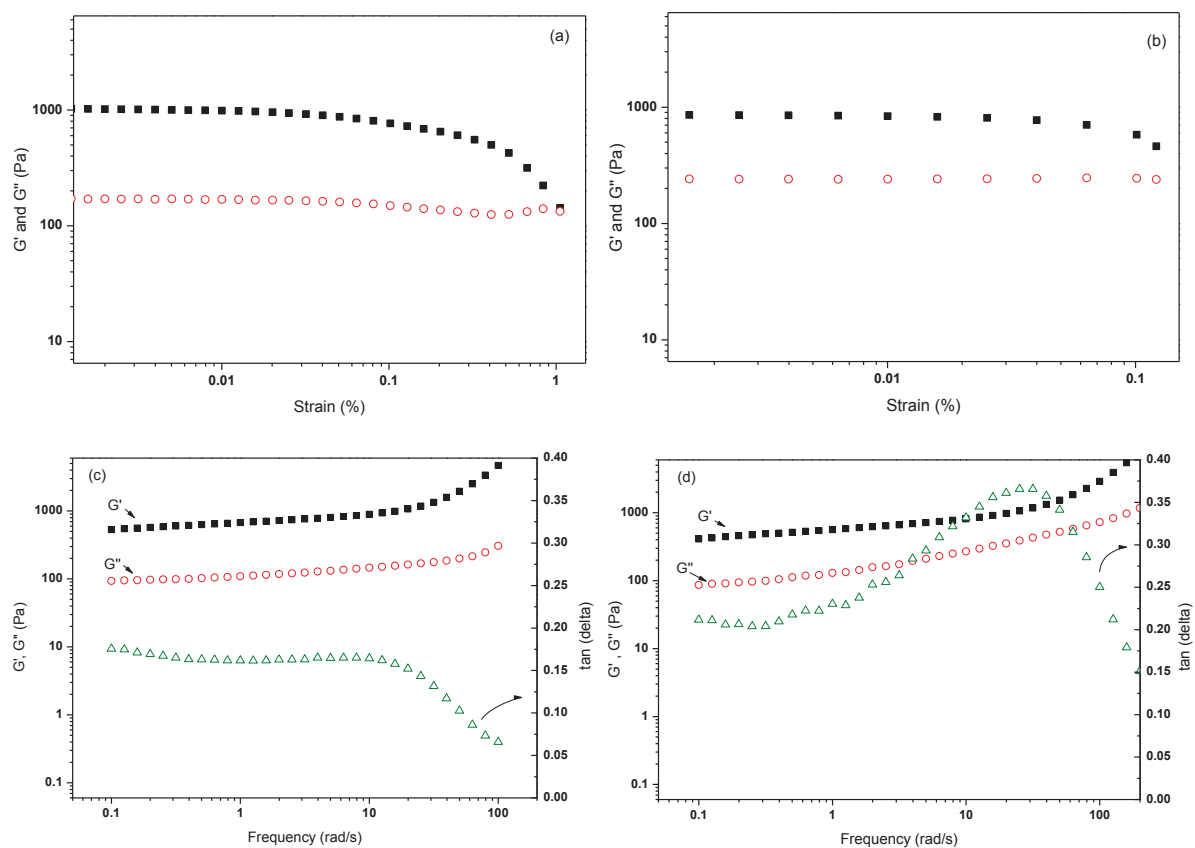 (a)
1000
100
10
G' and G" (Pa)
0.01
0.1
1
Strain (%)
(b)
1000
100
10
G' and G" (Pa)
0.01
0.1
Strain (%)
(c)
G'
G"
1000
100
10
1
0.1
G', G" (Pa)
0.40
0.35
0.30
0.25
0.20
0.15
0.10
0.05
0.00
tan (delta)
0.1
1
10
100
Frequency (rad/s)
(d)
G'
G"
1000
100
10
1
0.1
G' , G" (Pa)
0.40
0.35
0.30
0.25
0.20
0.15
0.10
0.05
0.00
tan (delta)
0.1
1
10
100
Frequency (rad/s)